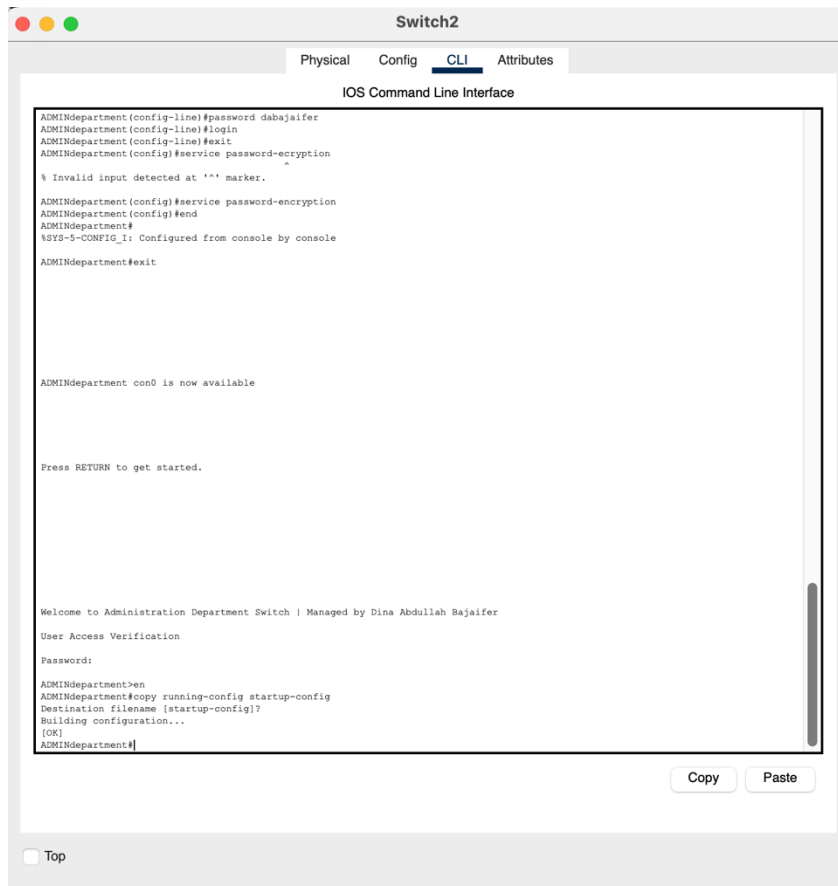 Switch2
Physical Config CLI Attributes
IOS Command Line Interface
ADMINdepartment(config-line)#password dabajaifer
ADMINdepartment(config-line)#login
ADMINdepartment(config-line)#exit
ADMINdepartment(config)#service password-ecryption
^
% Invalid input detected at '^' marker.
ADMINdepartment(config)#service password-encryption
ADMINdepartment(config)#end
ADMINdepartment#
%SYS-5-CONFIG_I: Configured from console by console
ADMINdepartment#exit
ADMINdepartment con0 is now available
Press RETURN to get started.
Welcome to Administration Department Switch | Managed by Dina Abdullah Bajaifer
User Access Verification
Password:
ADMINdepartment>en
ADMINdepartment#copy running-config startup-config
Destination filename [startup-config]?
Building configuration...
[OK]
ADMINdepartment#
Copy Paste
Top